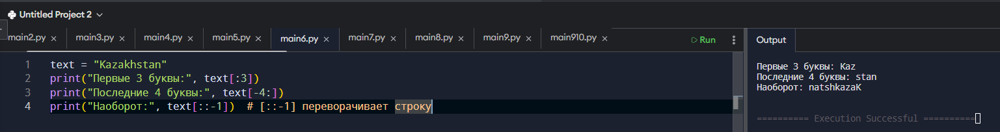 Untitled Project 2
main2.py × main3.py × main4.py × main5.py × main6.py × main7.py × main8.py × main9.py × main910.py × Run
1 text = "Kazakhstan"
2 print("Первые 3 буквы:", text[:3])
3 print("Последние 4 буквы:", text[-4:])
4 print("Наоборот:", text[::-1])  # [::-1] переворачивает строку
Output
Первые 3 буквы: Kaz
Последние 4 буквы: stan
Наоборот: natshkazaK
========== Execution Successful ==========